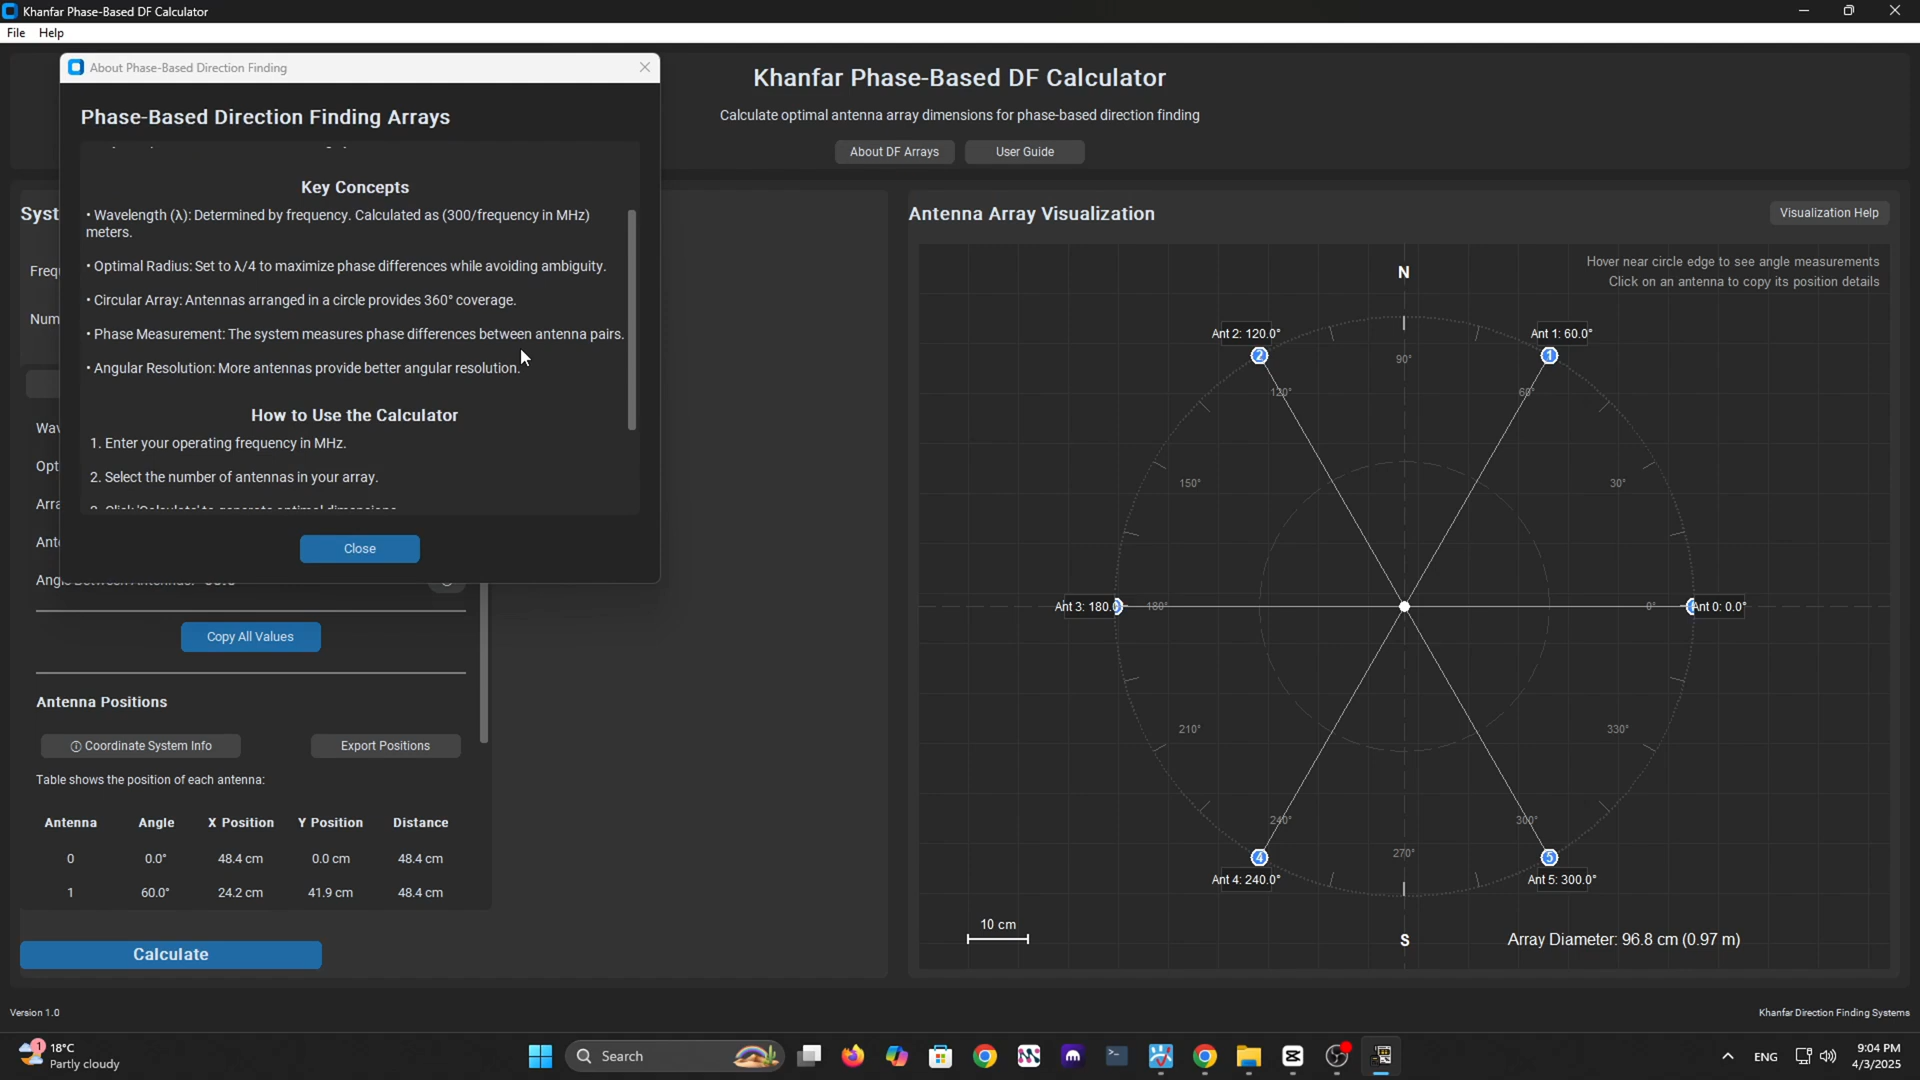 Khanfar Phase-Based DF Calculator
File Help
About Phase-Based Direction Finding
Phase-Based Direction Finding Arrays
Key Concepts
• Wavelength (λ): Determined by frequency. Calculated as (300/frequency in MHz)
meters.
• Optimal Radius: Set to λ/4 to maximize phase differences while avoiding ambiguity.
• Circular Array: Antennas arranged in a circle provides 360° coverage.
• Phase Measurement: The system measures phase differences between antenna pairs.
• Angular Resolution: More antennas provide better angular resolution.
How to Use the Calculator
1. Enter your operating frequency in MHz.
2. Select the number of antennas in your array.
Close
Khanfar Phase-Based DF Calculator
Calculate optimal antenna array dimensions for phase-based direction finding
About DF Arrays User Guide
Syst
Freq
Num
Wav
Opt
Arra
Ante
Copy All Values
Antenna Positions
ⓘ Coordinate System Info Export Positions
Table shows the position of each antenna:
Antenna Angle X Position Y Position Distance
0 0.0° 48.4 cm 0.0 cm 48.4 cm
1 60.0° 24.2 cm 41.9 cm 48.4 cm
Calculate
Antenna Array Visualization
Visualization Help
Hover near circle edge to see angle measurements
Click on an antenna to copy its position details
N
Ant 2: 120.0° Ant 1: 60.0°
2 1
90°
120° 60°
150° 30°
Ant 3: 180.0 180° 0° Ant 0: 0.0°
210° 330°
240° 300°
270°
4 5
Ant 4: 240.0° Ant 5: 300.0°
10 cm
S
Array Diameter: 96.8 cm (0.97 m)
Version 1.0
Khanfar Direction Finding Systems
1
18°C
Partly cloudy
Search
ENG
9:04 PM
4/3/2025